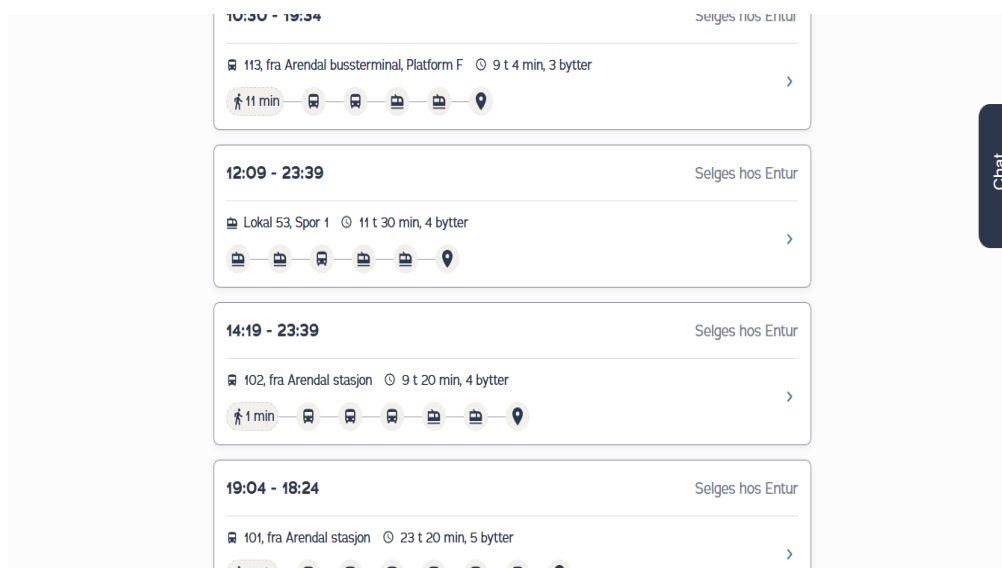 10:30 - 19:34
Selges hos Entur
113, fra Arendal bussterminal, Platform F 9 t 4 min, 3 bytter
11 min
12:09 - 23:39
Selges hos Entur
Lokal 53, Spor 1 11 t 30 min, 4 bytter
14:19 - 23:39
Selges hos Entur
102, fra Arendal stasjon 9 t 20 min, 4 bytter
1 min
19:04 - 18:24
Selges hos Entur
101, fra Arendal stasjon 23 t 20 min, 5 bytter
Chat